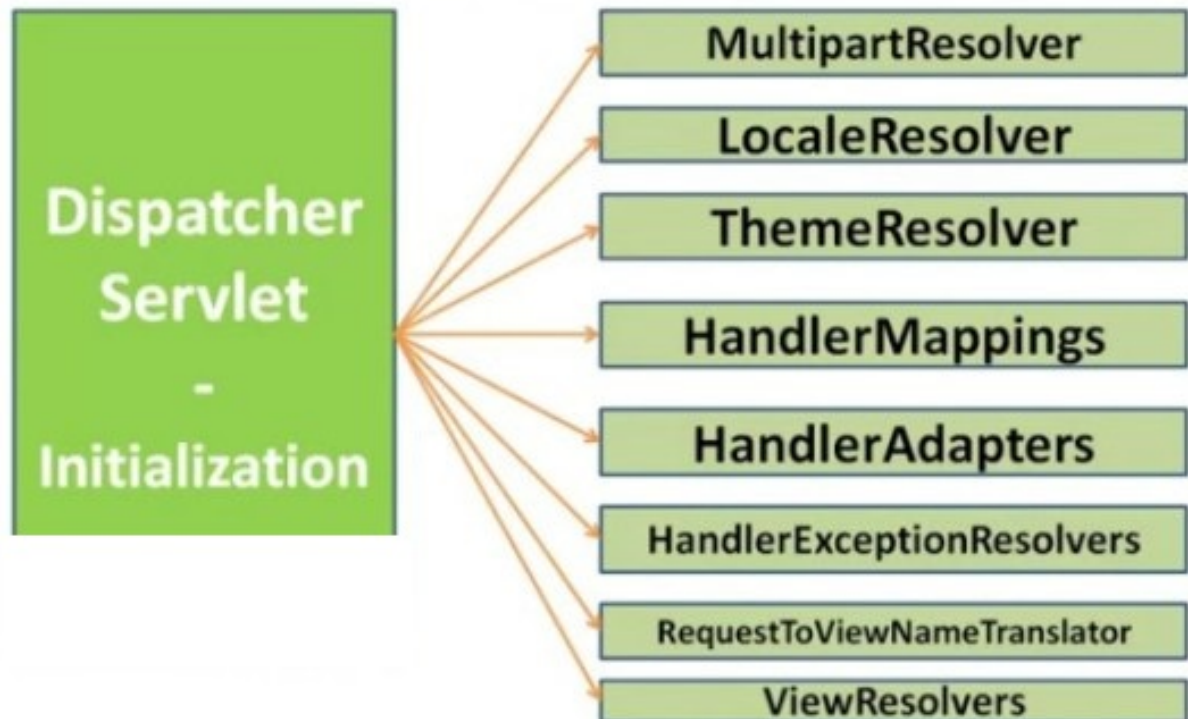 Dispatcher
Servlet
-
Initialization
MultipartResolver
LocaleResolver
ThemeResolver
HandlerMappings
HandlerAdapters
HandlerExceptionResolvers
RequestToViewNameTranslator
ViewResolvers